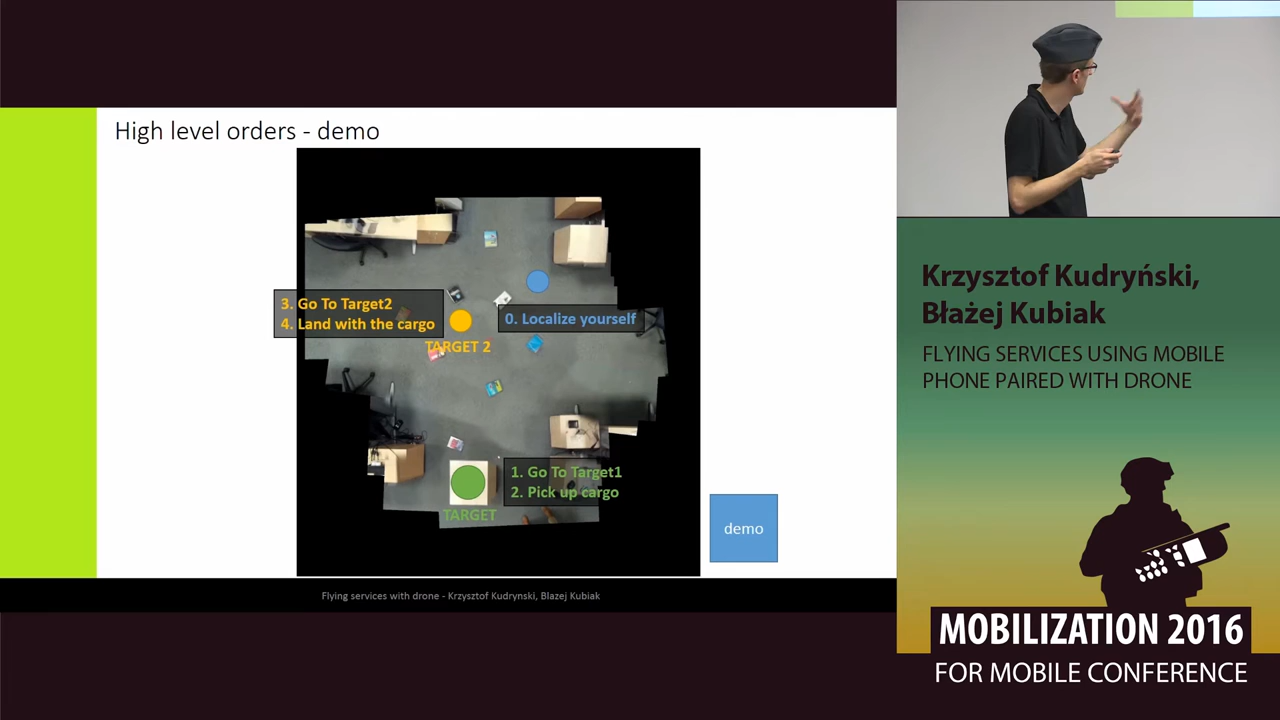 High level orders - demo
3. Go To Target2
4. Land with the cargo
0. Localize yourself
TARGET 2
1. Go To Target1
2. Pick up cargo
TARGET
demo
Flying services with drone - Krzysztof Kudrynski, Blazej Kubiak
Krzysztof Kudryński,
Błażej Kubiak
FLYING SERVICES USING MOBILE
PHONE PAIRED WITH DRONE
MOBILIZATION 2016
FOR MOBILE CONFERENCE